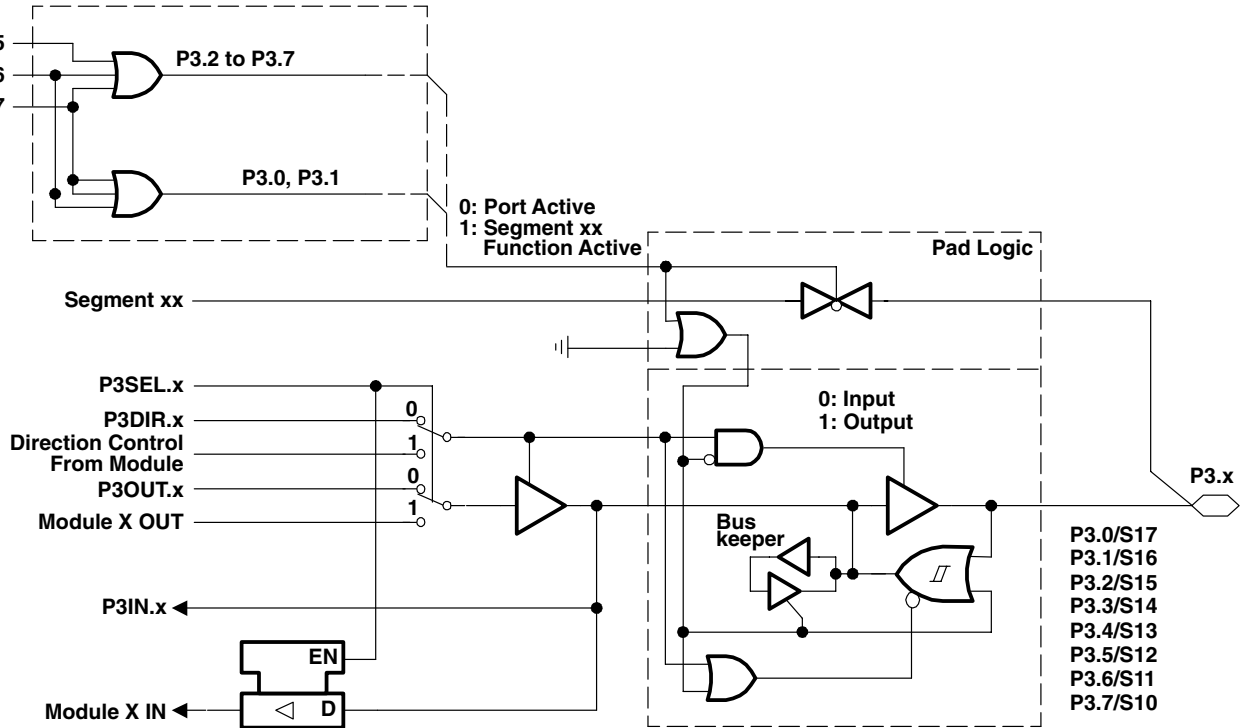 5
6
7
P3.2 to P3.7
P3.0, P3.1
0: Port Active
1: Segment xx
Function Active
Pad Logic
Segment xx
P3SEL.x
P3DIR.x
0
Direction Control
From Module
1
P3OUT.x
0
Module X OUT
1
0: Input
1: Output
P3.x
Bus
keeper
P3.0/S17
P3.1/S16
P3.2/S15
P3.3/S14
P3.4/S13
P3.5/S12
P3.6/S11
P3.7/S10
P3IN.x
EN
D
Module X IN